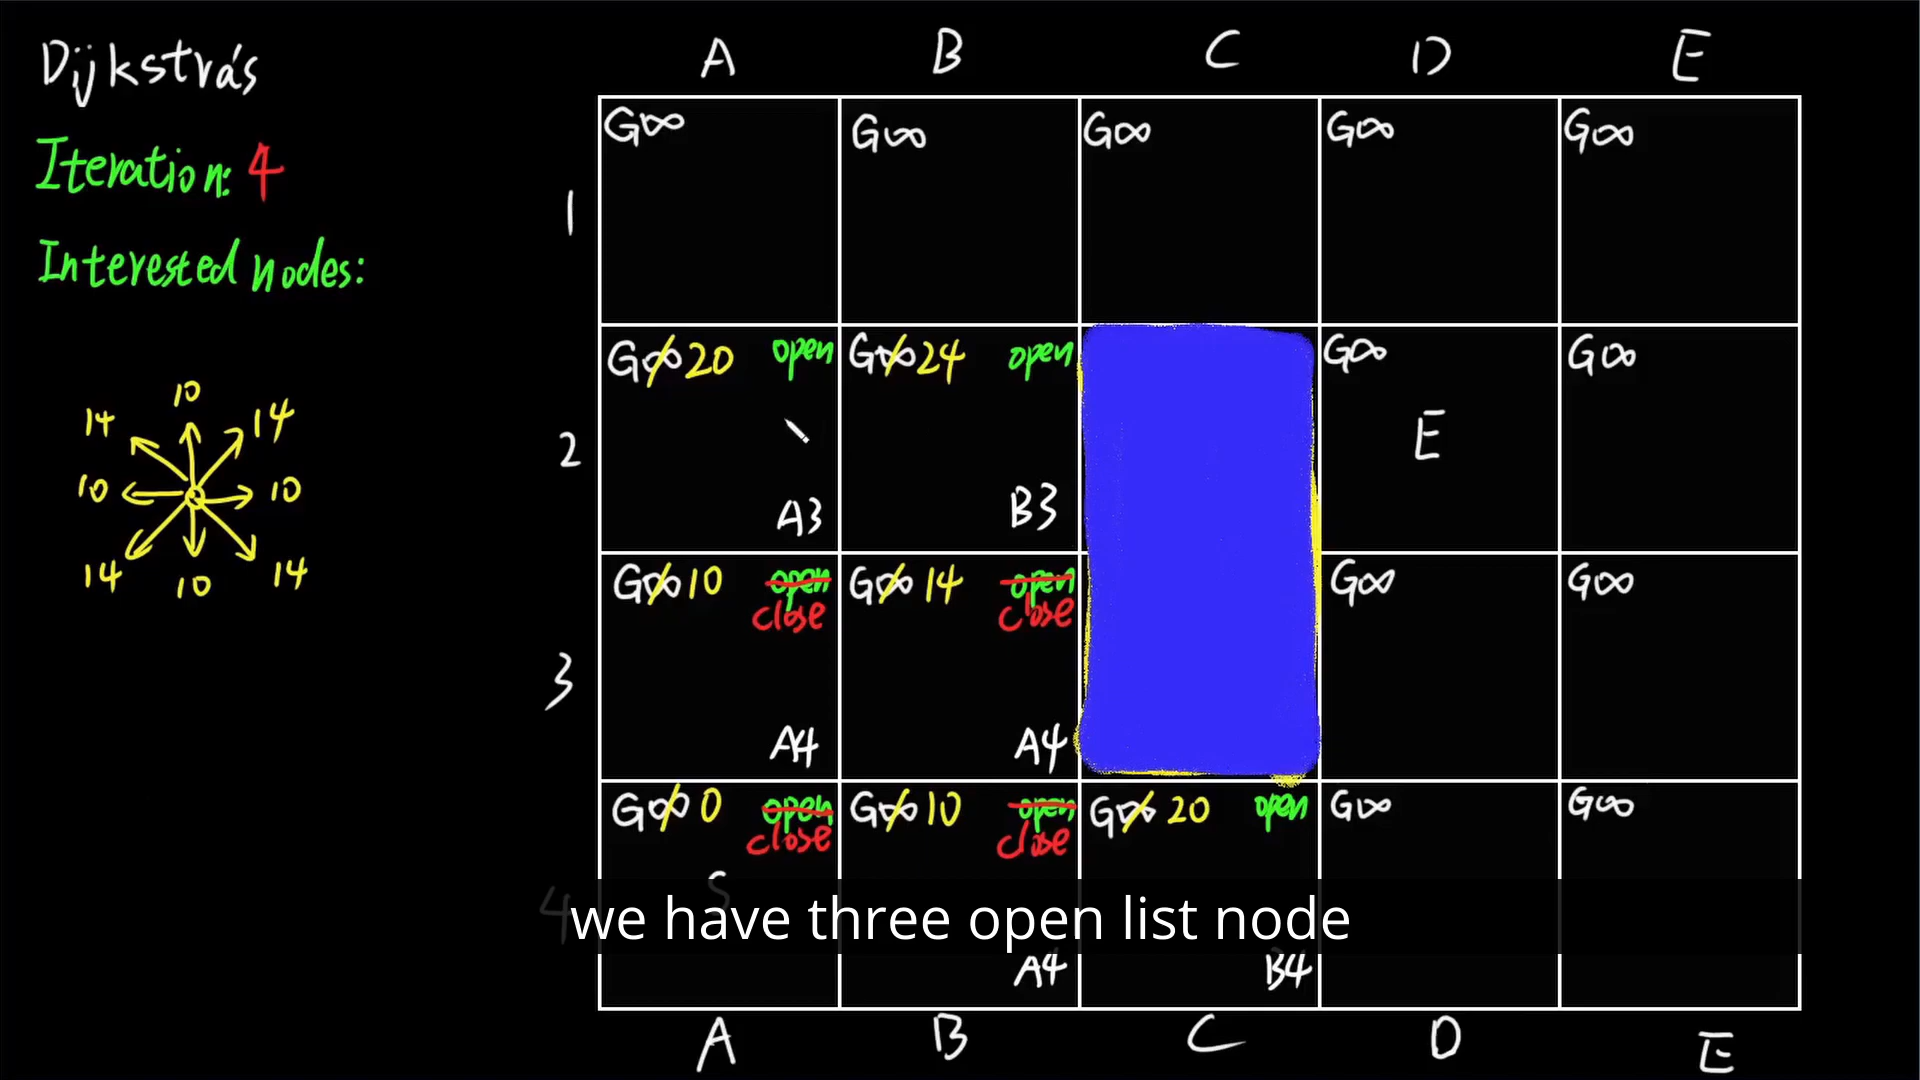 Dijkstra's
Iteration: 4
Interested nodes:
10
14 14
10 10
14 10 14
A B C D E
1 G∞ G∞ G∞ G∞ G∞
2 G∞ 20 open G∞ 24 open G∞ G∞
E
A3 B3
3 G∞ 10 open G∞ 14 open G∞ G∞
close close
A4 A4
4 G∞ 0 open G∞ 10 open G∞ 20 open G∞ G∞
close close
S
we have three open list node
A4 B4
A B C D E